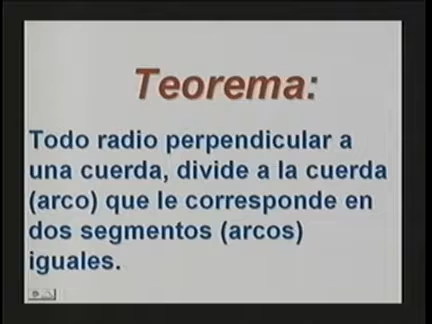 Teorema:
Todo radio perpendicular a
una cuerda, divide a la cuerda
(arco) que le corresponde en
dos segmentos (arcos)
iguales.